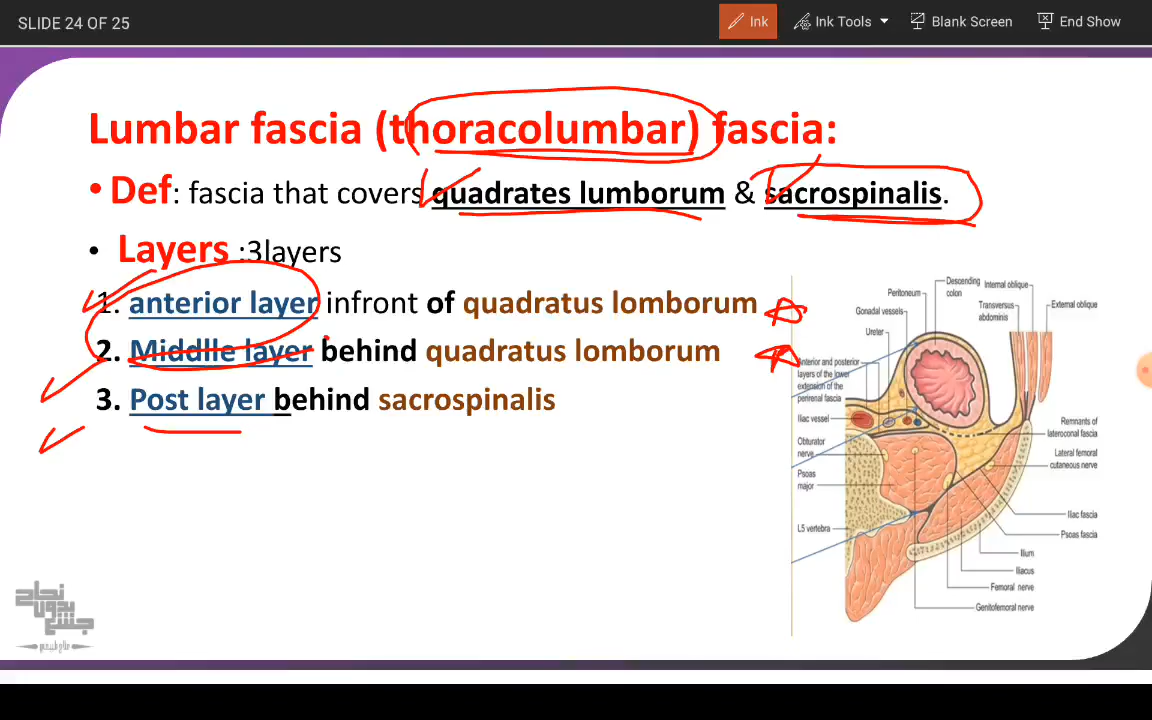 SLIDE 24 OF 25
Ink
Ink Tools
Blank Screen
End Show
Lumbar fascia (thoracolumbar) fascia:
• Def: fascia that covers quadrates lumborum & sacrospinalis.
• Layers :3layers
1. anterior layer infront of quadratus lomborum
2. Middlle layer behind quadratus lomborum
3. Post layer behind sacrospinalis
Descending
colon
Internal oblique
Peritoneum
Transversus
abdominis
External oblique
Gonadal vessels
Ureter
Anterior and posterior
layers of the lower
extension of the
perirenal fascia
Iliac vessel
Obturator
nerve
Psoas
major
L5 vertebra
Remnants of
lateroconal fascia
Lateral femoral
cutaneous nerve
Iliac fascia
Psoas fascia
Ilium
Iliacus
Femoral nerve
Genitofemoral nerve
نجاح
بدون
جشع